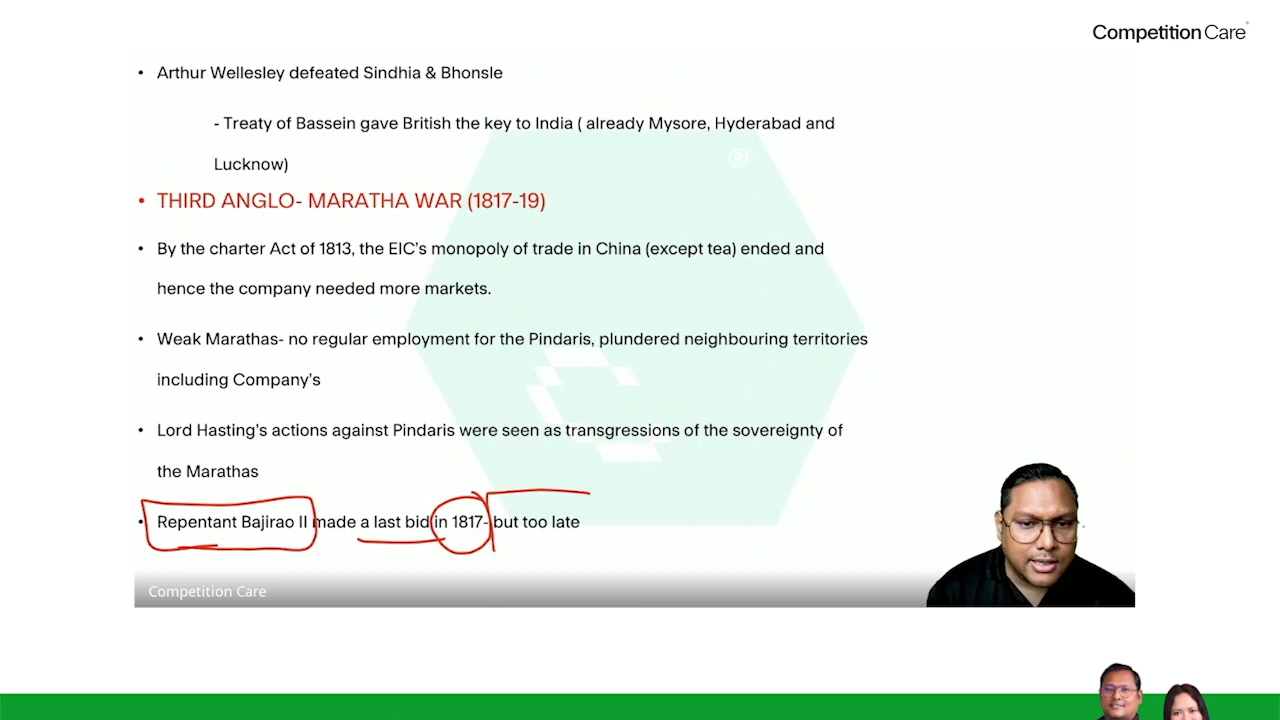 Competition Care
• Arthur Wellesley defeated Sindhia & Bhonsle
- Treaty of Bassein gave British the key to India ( already Mysore, Hyderabad and
Lucknow)
®
• THIRD ANGLO- MARATHA WAR (1817-19)
• By the charter Act of 1813, the EIC's monopoly of trade in China (except tea) ended and
hence the company needed more markets.
• Weak Marathas- no regular employment for the Pindaris, plundered neighbouring territories
including Company's
• Lord Hasting's actions against Pindaris were seen as transgressions of the sovereignty of
the Marathas
• Repentant Bajirao II made a last bid in 1817- but too late
Competition Care